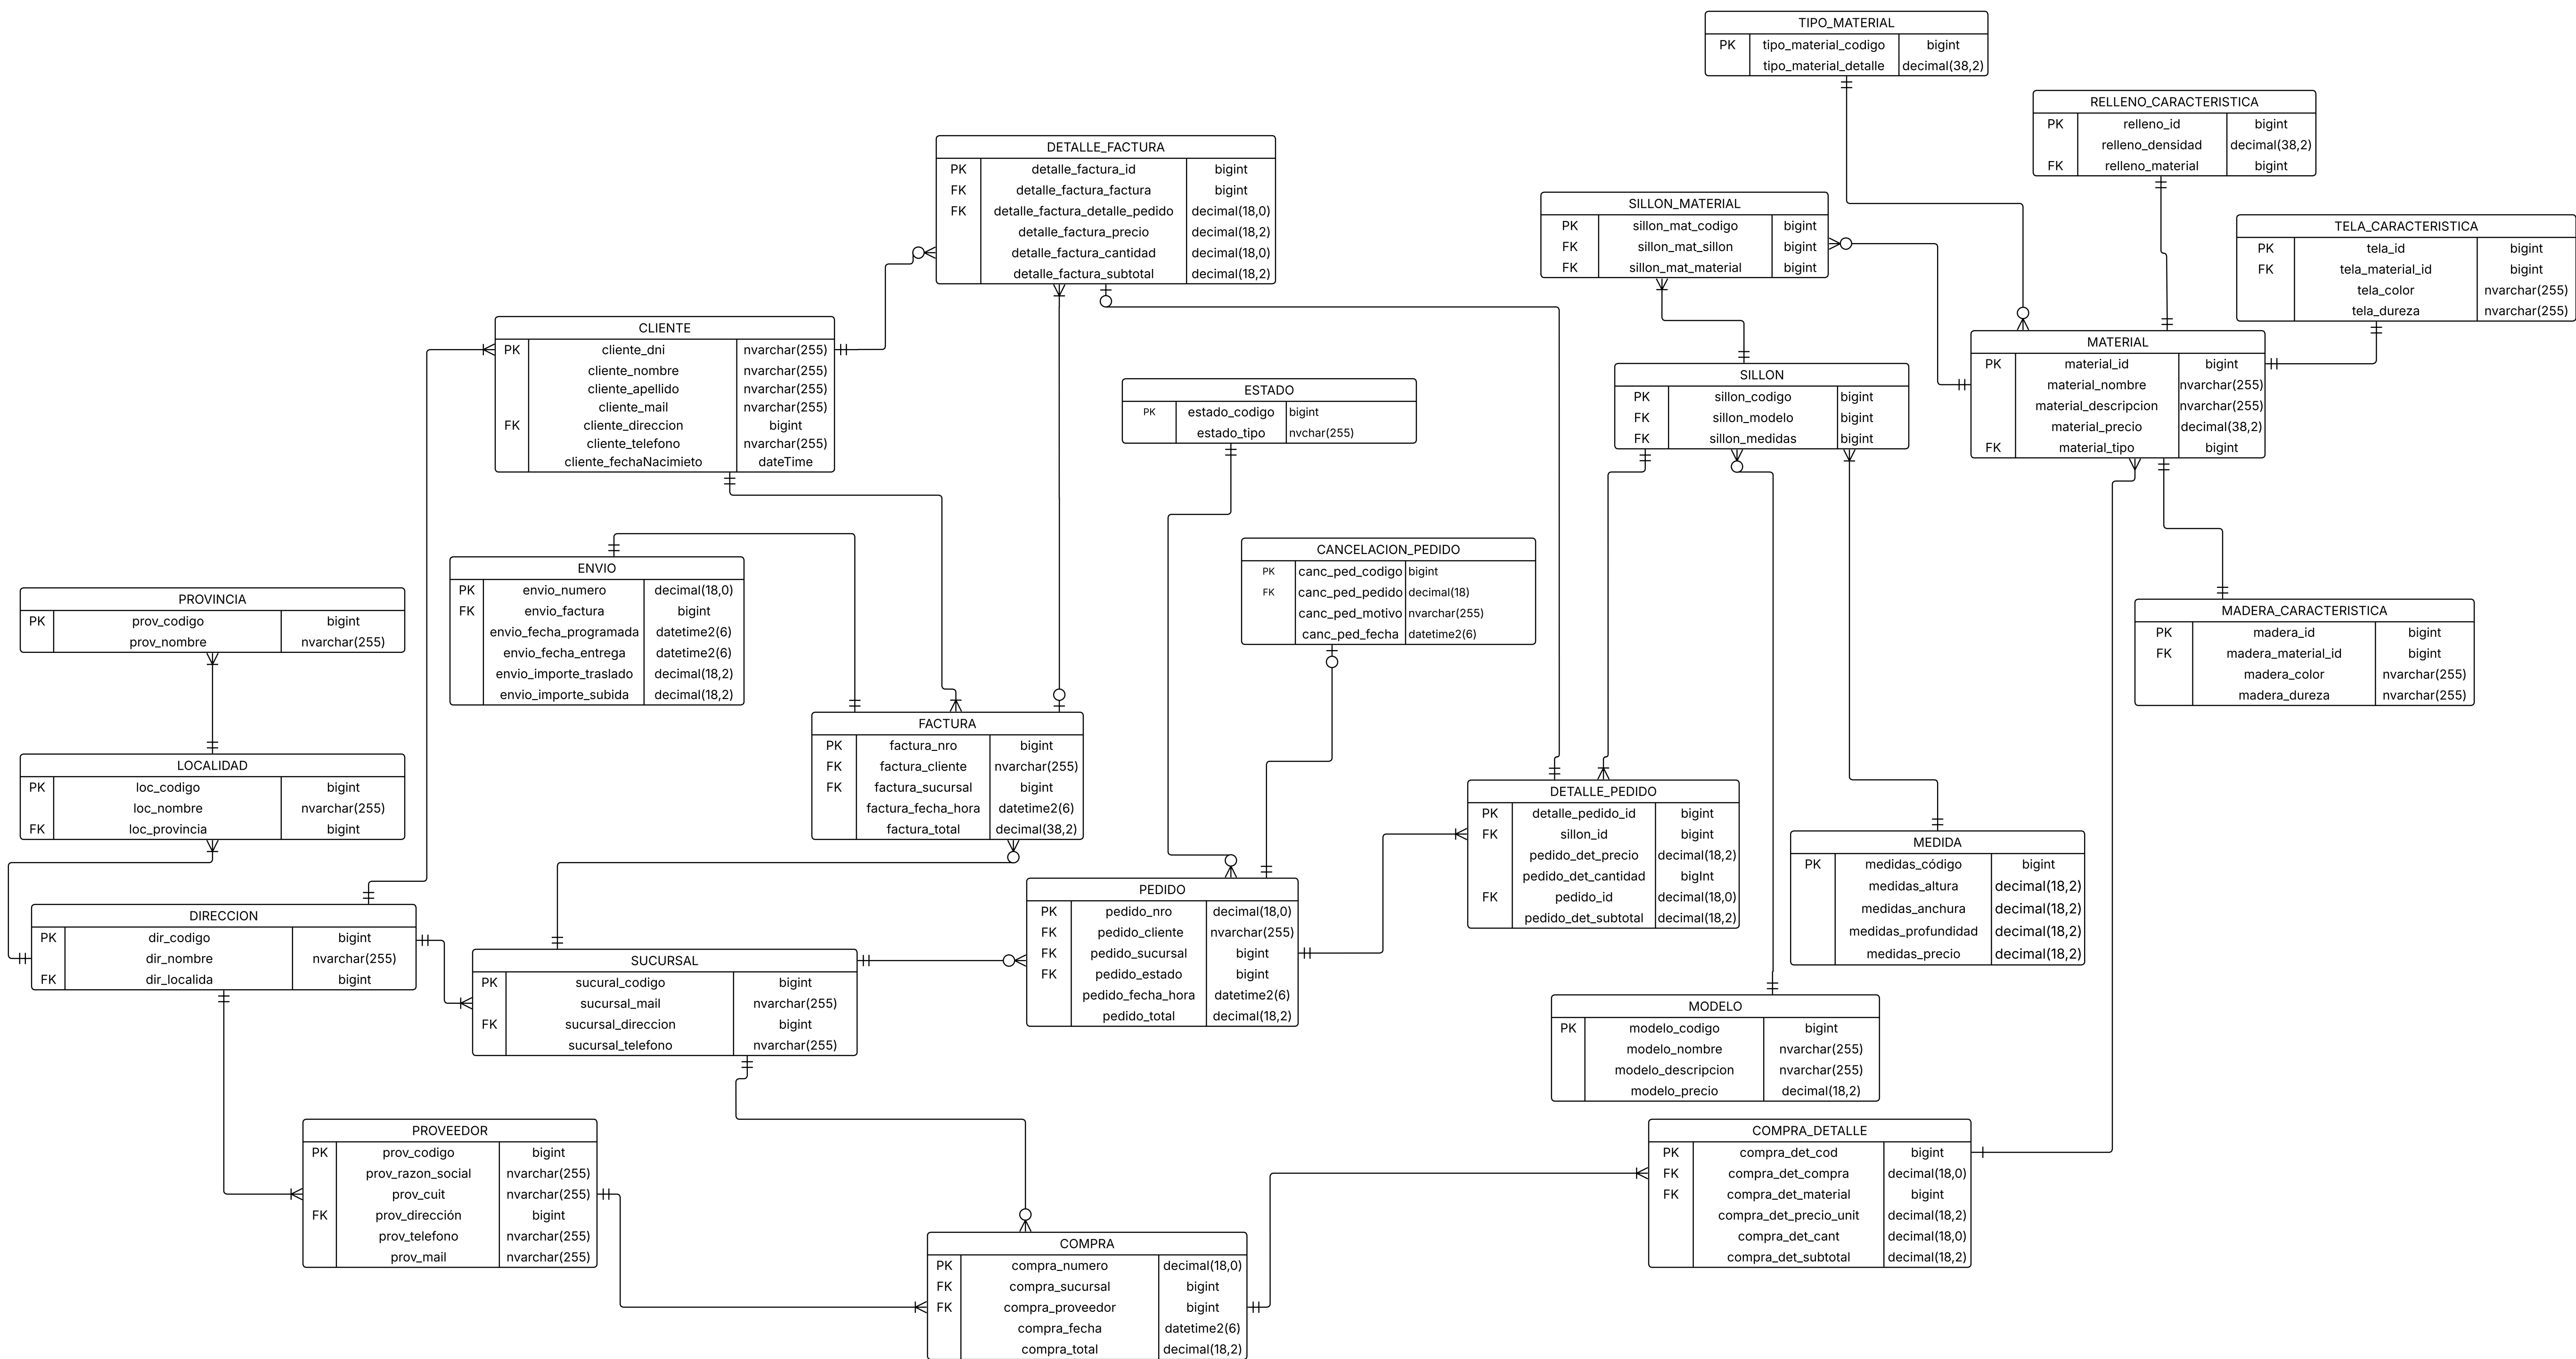 TIPO_MATERIAL
PK tipo_material_codigo bigint
tipo_material_detalle decimal(38,2)
RELLENO_CARACTERISTICA
PK relleno_id bigint
relleno_densidad decimal(38,2)
FK relleno_material bigint
DETALLE_FACTURA
PK detalle_factura_id bigint
FK detalle_factura_factura bigint
FK detalle_factura_detalle_pedido decimal(18,0)
detalle_factura_precio decimal(18,2)
detalle_factura_cantidad decimal(18,0)
detalle_factura_subtotal decimal(18,2)
SILLON_MATERIAL
PK sillon_mat_codigo bigint
FK sillon_mat_sillon bigint
FK sillon_mat_material bigint
TELA_CARACTERISTICA
PK tela_id bigint
FK tela_material_id bigint
tela_color nvarchar(255)
tela_dureza nvarchar(255)
CLIENTE
PK cliente_dni nvarchar(255)
cliente_nombre nvarchar(255)
cliente_apellido nvarchar(255)
cliente_mail nvarchar(255)
FK cliente_direccion bigint
cliente_telefono nvarchar(255)
cliente_fechaNacimieto dateTime
MATERIAL
PK material_id bigint
material_nombre nvarchar(255)
material_descripcion nvarchar(255)
material_precio decimal(38,2)
FK material_tipo bigint
SILLON
PK sillon_codigo bigint
FK sillon_modelo bigint
FK sillon_medidas bigint
ESTADO
PK estado_codigo bigint
estado_tipo nvchar(255)
CANCELACION_PEDIDO
PK canc_ped_codigo bigint
FK canc_ped_pedido decimal(18)
canc_ped_motivo nvarchar(255)
canc_ped_fecha datetime2(6)
ENVIO
PK envio_numero decimal(18,0)
FK envio_factura bigint
envio_fecha_programada datetime2(6)
envio_fecha_entrega datetime2(6)
envio_importe_traslado decimal(18,2)
envio_importe_subida decimal(18,2)
PROVINCIA
PK prov_codigo bigint
prov_nombre nvarchar(255)
MADERA_CARACTERISTICA
PK madera_id bigint
FK madera_material_id bigint
madera_color nvarchar(255)
madera_dureza nvarchar(255)
FACTURA
PK factura_nro bigint
FK factura_cliente nvarchar(255)
FK factura_sucursal bigint
factura_fecha_hora datetime2(6)
factura_total decimal(38,2)
LOCALIDAD
PK loc_codigo bigint
loc_nombre nvarchar(255)
FK loc_provincia bigint
DETALLE_PEDIDO
PK detalle_pedido_id bigint
FK sillon_id bigint
pedido_det_precio decimal(18,2)
pedido_det_cantidad bigInt
FK pedido_id decimal(18,0)
pedido_det_subtotal decimal(18,2)
MEDIDA
PK medidas_código bigint
medidas_altura decimal(18,2)
medidas_anchura decimal(18,2)
medidas_profundidad decimal(18,2)
medidas_precio decimal(18,2)
PEDIDO
PK pedido_nro decimal(18,0)
FK pedido_cliente nvarchar(255)
FK pedido_sucursal bigint
FK pedido_estado bigint
pedido_fecha_hora datetime2(6)
pedido_total decimal(18,2)
DIRECCION
PK dir_codigo bigint
dir_nombre nvarchar(255)
FK dir_localida bigint
SUCURSAL
PK sucural_codigo bigint
sucursal_mail nvarchar(255)
FK sucursal_direccion bigint
sucursal_telefono nvarchar(255)
MODELO
PK modelo_codigo bigint
modelo_nombre nvarchar(255)
modelo_descripcion nvarchar(255)
modelo_precio decimal(18,2)
PROVEEDOR
PK prov_codigo bigint
prov_razon_social nvarchar(255)
prov_cuit nvarchar(255)
FK prov_dirección bigint
prov_telefono nvarchar(255)
prov_mail nvarchar(255)
COMPRA_DETALLE
PK compra_det_cod bigint
FK compra_det_compra decimal(18,0)
FK compra_det_material bigint
compra_det_precio_unit decimal(18,2)
compra_det_cant decimal(18,0)
compra_det_subtotal decimal(18,2)
COMPRA
PK compra_numero decimal(18,0)
FK compra_sucursal bigint
FK compra_proveedor bigint
compra_fecha datetime2(6)
compra_total decimal(18,2)